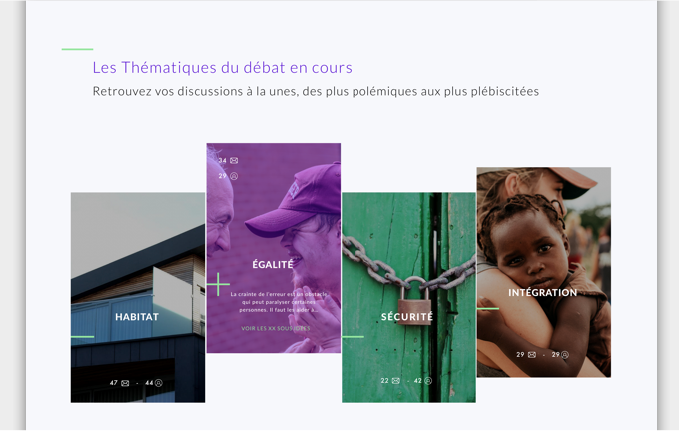 Les Thématiques du débat en cours
Retrouvez vos discussions à la unes, des plus polémiques aux plus plébiscitées
34
29
ÉGALITÉ
La crainte de l'erreur est un obstacle
qui peut paralyser certaines
personnes. Il faut les aider à...
VOIR LES XX SOUS-IDÉES
HABITAT
47 - 44
SÉCURITÉ
22 - 42
INTÉGRATION
29 - 29